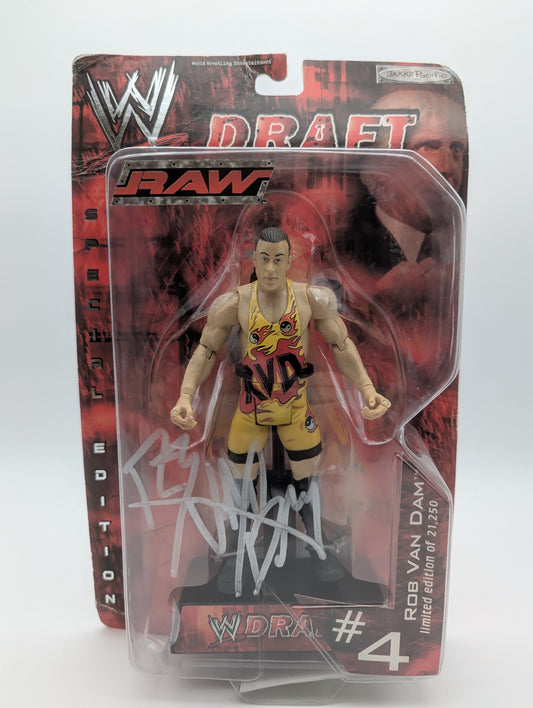 World Wrestling Entertainment
JAKKS Pacific
W
DRAFT
RAW
SPECIAL EDITION
RVD
ROB VAN DAM™
limited edition of 21,250
W DRA
#4